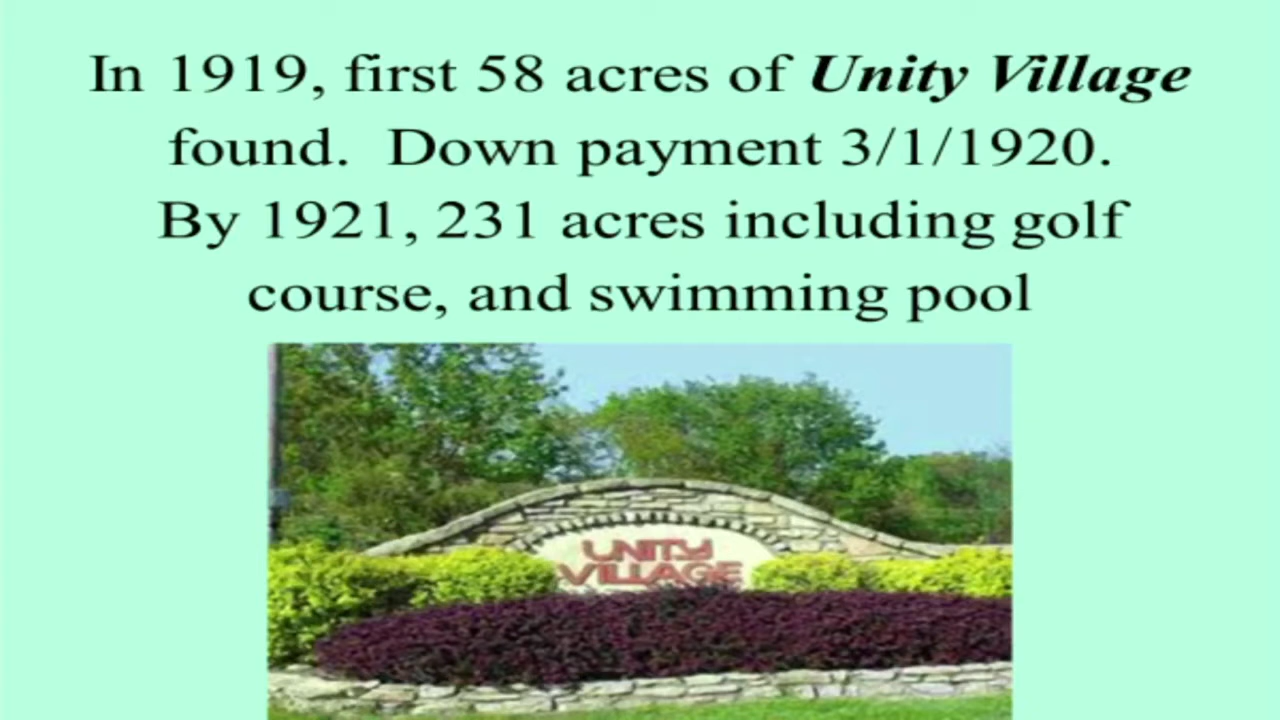 In 1919, first 58 acres of Unity Village
found.  Down payment 3/1/1920.
By 1921, 231 acres including golf
course, and swimming pool
UNITY
VILLAGE